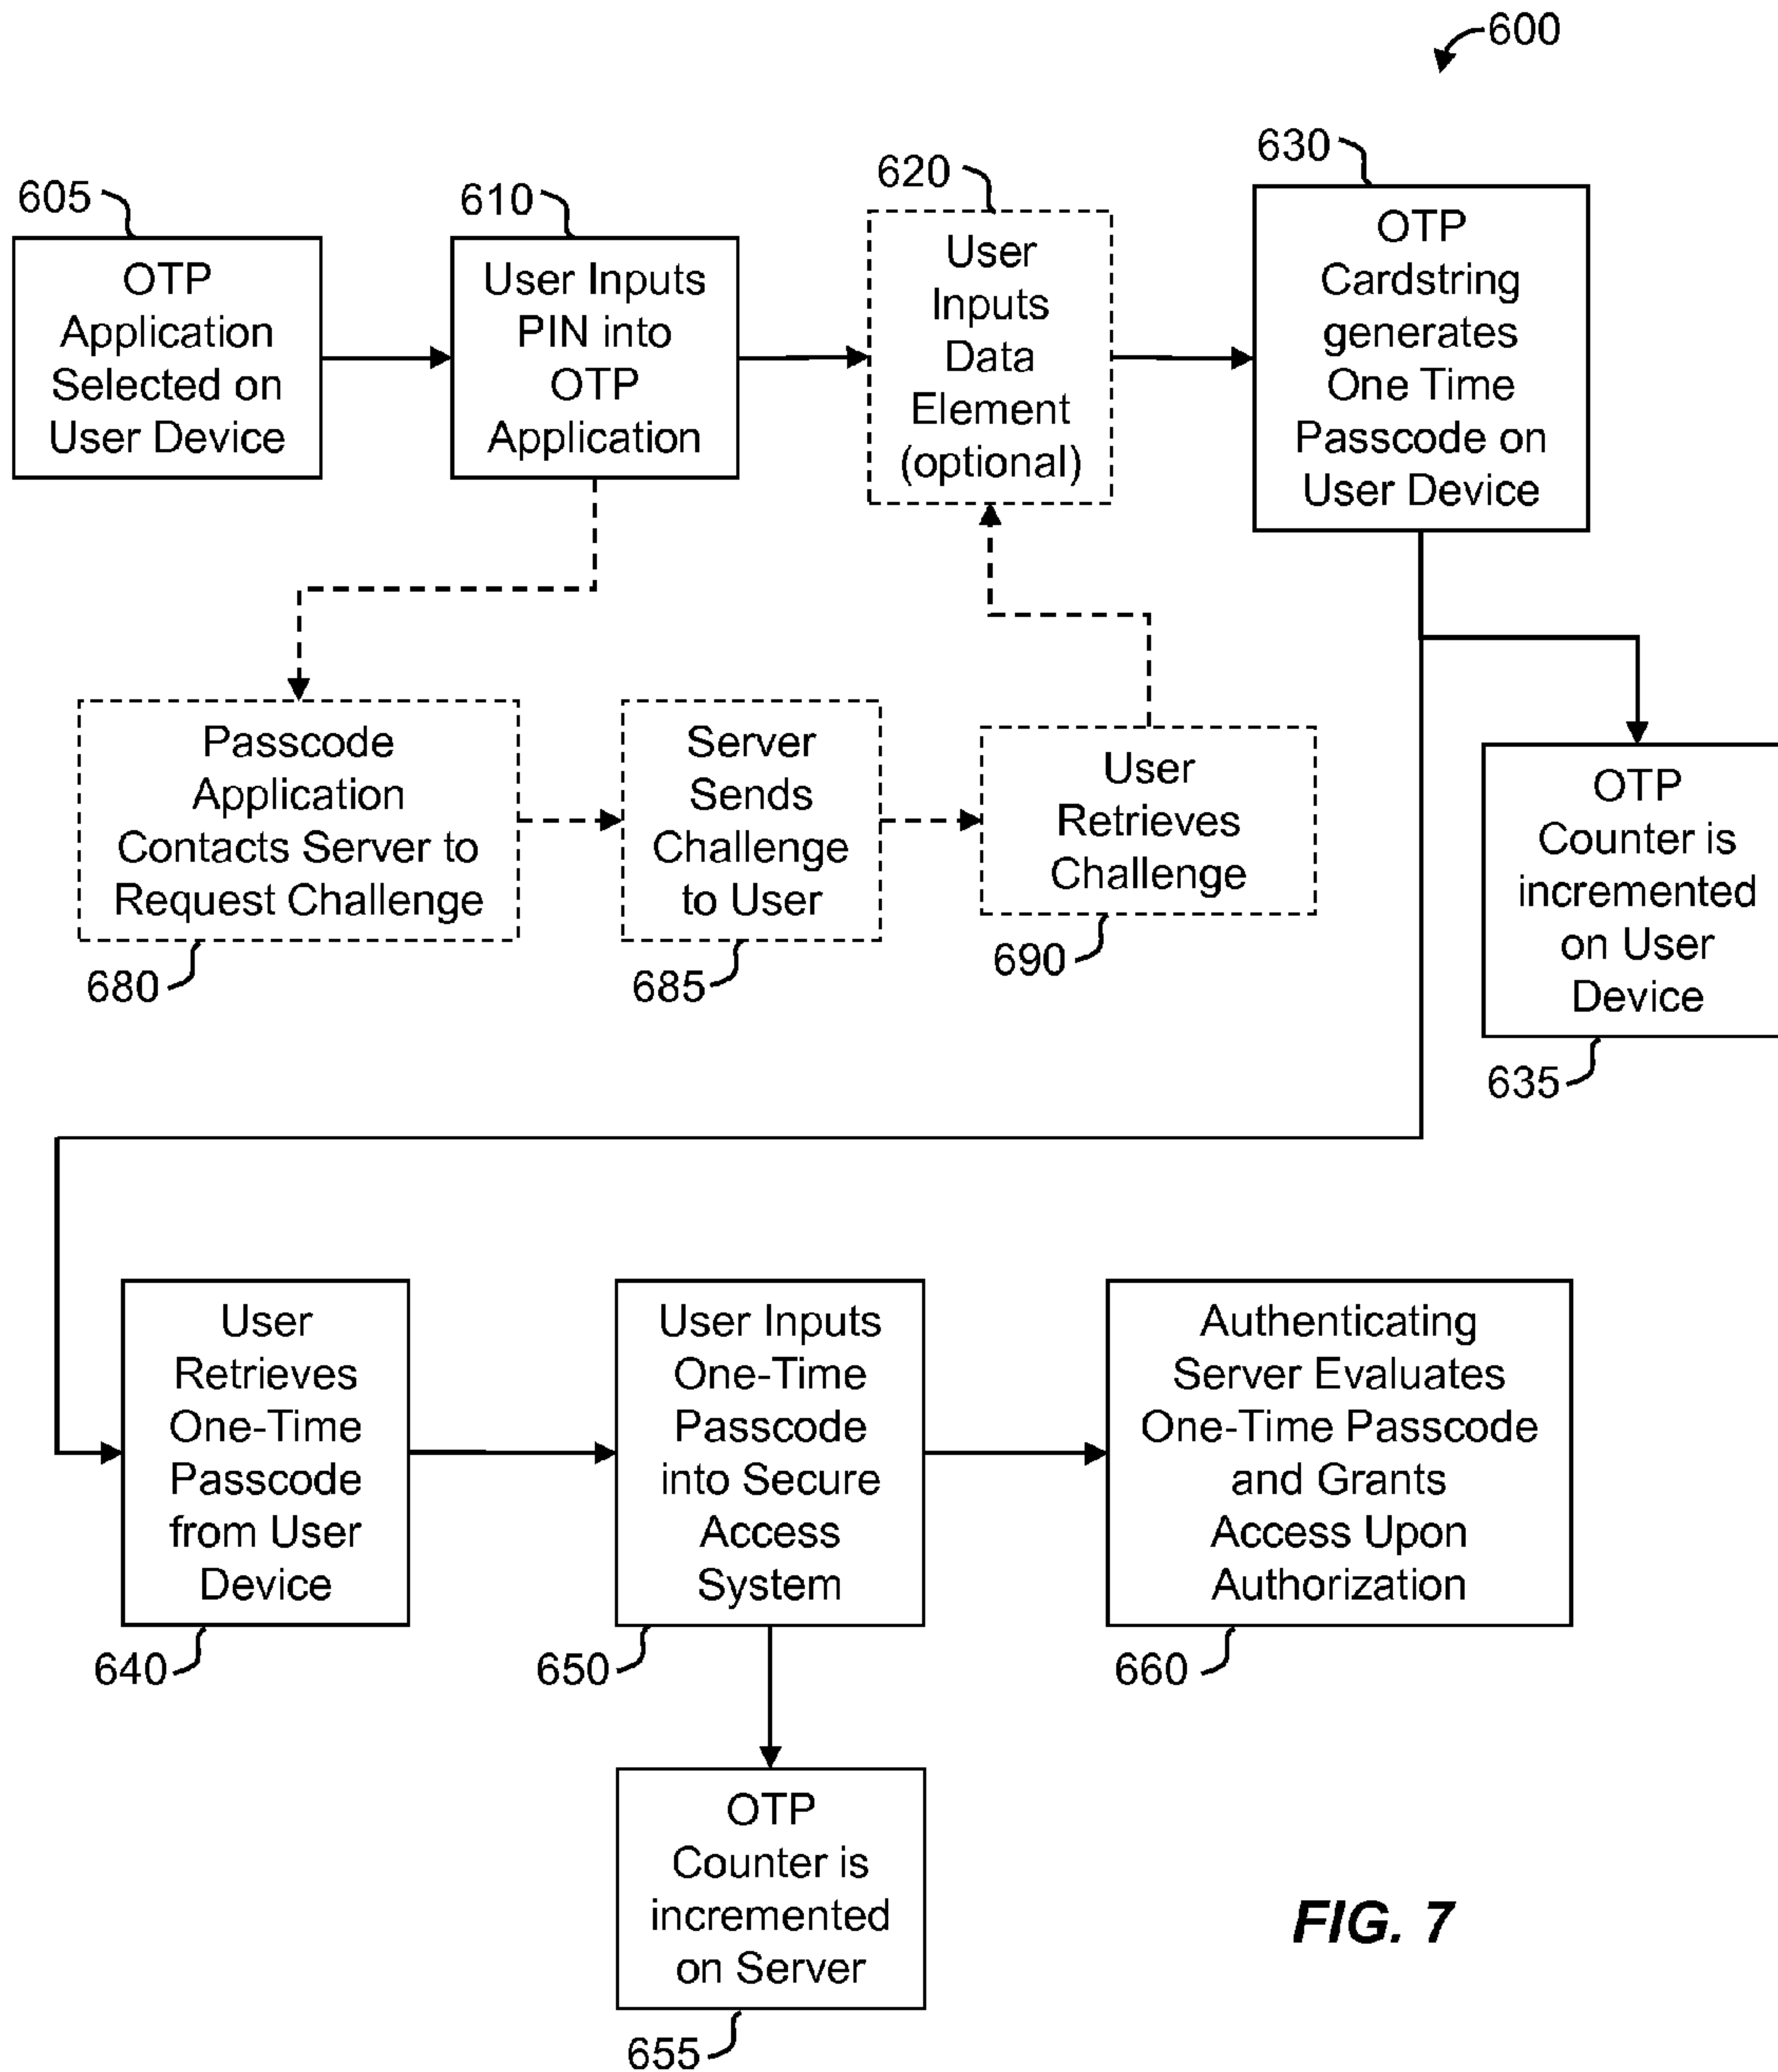 600
605
OTP
Application
Selected on
User Device
610
User Inputs
PIN into
OTP
Application
620
User
Inputs
Data
Element
(optional)
630
OTP
Cardstring
generates
One Time
Passcode on
User Device
Passcode
Application
Contacts Server to
Request Challenge
680
Server
Sends
Challenge
to User
685
User
Retrieves
Challenge
690
OTP
Counter is
incremented
on User
Device
635
User
Retrieves
One-Time
Passcode
from User
Device
640
User Inputs
One-Time
Passcode
into Secure
Access
System
650
Authenticating
Server Evaluates
One-Time Passcode
and Grants
Access Upon
Authorization
660
OTP
Counter is
incremented
on Server
655
FIG. 7